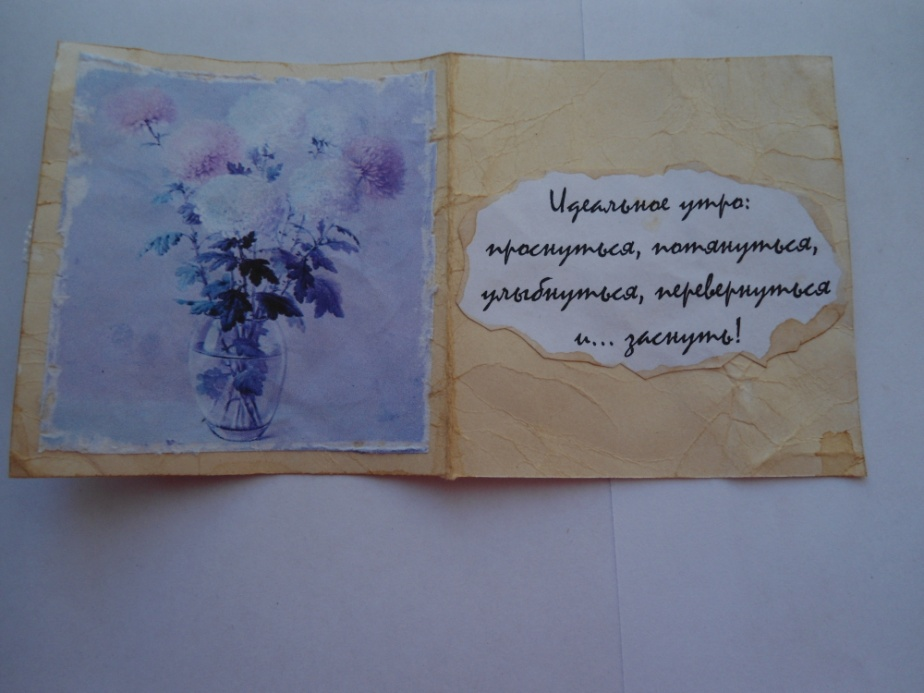 Идеальное утро:
проснуться, потянуться,
улыбнуться, перевернуться
и... заснуть!